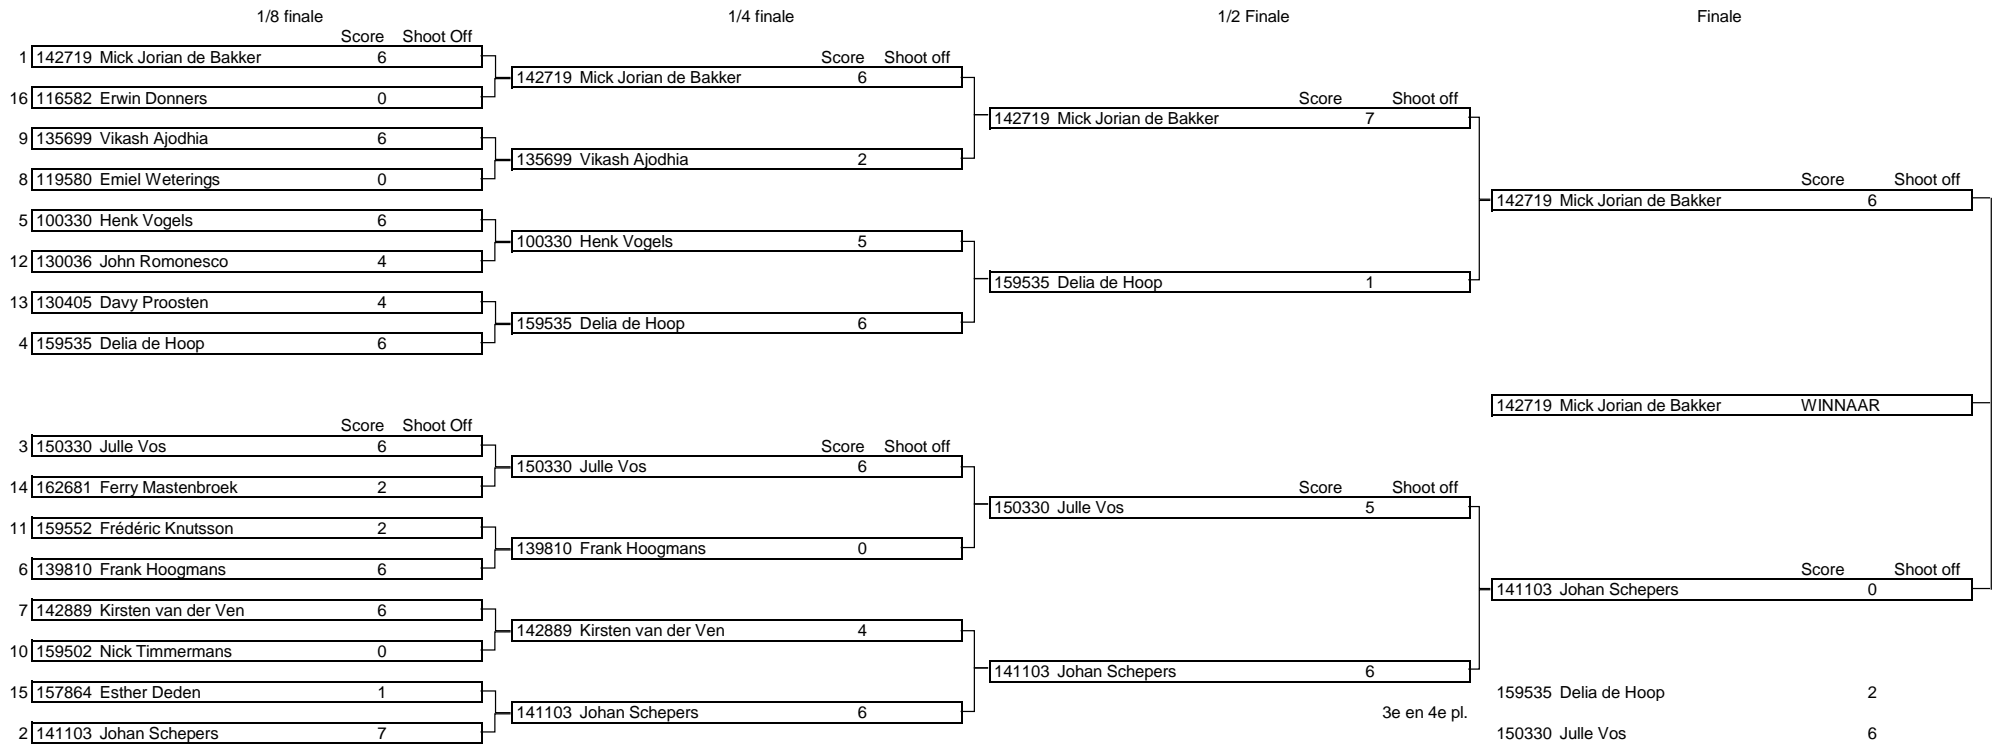 1/8 finale 1/4 finale 1/2 Finale Finale
Score Shoot Off
1 142719 Mick Jorian de Bakker 6
Score Shoot off
142719 Mick Jorian de Bakker 6
16 116582 Erwin Donners 0
Score Shoot off
142719 Mick Jorian de Bakker 7
9 135699 Vikash Ajodhia 6
135699 Vikash Ajodhia 2
8 119580 Emiel Weterings 0
Score Shoot off
142719 Mick Jorian de Bakker 6
5 100330 Henk Vogels 6
100330 Henk Vogels 5
12 130036 John Romonesco 4
159535 Delia de Hoop 1
13 130405 Davy Proosten 4
159535 Delia de Hoop 6
4 159535 Delia de Hoop 6
142719 Mick Jorian de Bakker WINNAAR
Score Shoot Off
3 150330 Julle Vos 6
Score Shoot off
150330 Julle Vos 6
14 162681 Ferry Mastenbroek 2
Score Shoot off
150330 Julle Vos 5
11 159552 Frédéric Knutsson 2
139810 Frank Hoogmans 0
6 139810 Frank Hoogmans 6
Score Shoot off
141103 Johan Schepers 0
7 142889 Kirsten van der Ven 6
142889 Kirsten van der Ven 4
10 159502 Nick Timmermans 0
141103 Johan Schepers 6
15 157864 Esther Deden 1
159535 Delia de Hoop 2
141103 Johan Schepers 6
3e en 4e pl.
2 141103 Johan Schepers 7
150330 Julle Vos 6